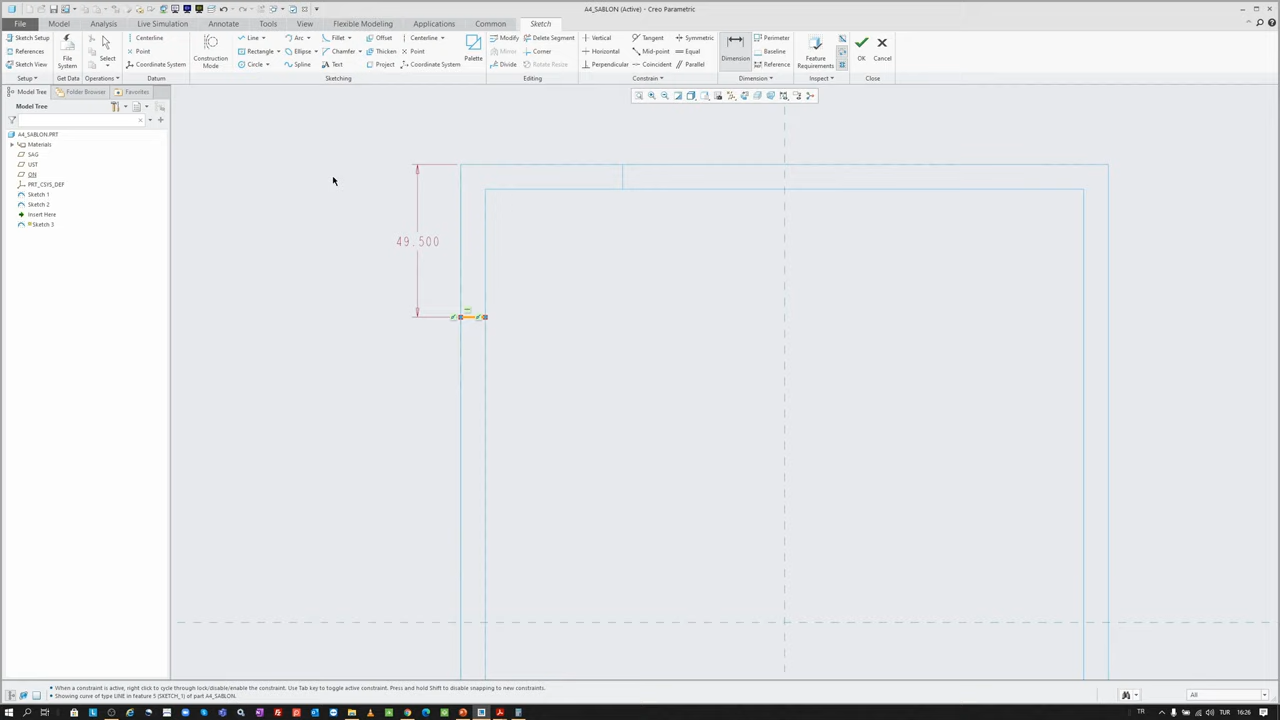 A4_SABLON (Active) - Creo Parametric
File Model Analysis Live Simulation Annotate Tools View Flexible Modeling Applications Common Sketch
Sketch Setup
References
Sketch View
Setup
File System
Get Data
Select
Operations
Centerline
Point
Coordinate System
Datum
Construction Mode
Line Arc Fillet Offset Centerline
Rectangle Ellipse Chamfer Thicken Point
Circle Spline Text Project Coordinate System
Palette
Sketching
Modify Delete Segment
Mirror Corner
Divide Rotate Resize
Editing
Vertical Tangent Symmetric
Horizontal Mid-point Equal
Perpendicular Coincident Parallel
Constrain
Dimension
Perimeter
Baseline
Reference
Dimension
Feature Requirements
Inspect
OK
Cancel
Close
Model Tree Folder Browser Favorites
Model Tree
A4_SABLON.PRT
Materials
SAG
UST
ON
PRT_CSYS_DEF
Sketch 1
Sketch 2
Insert Here
Sketch 3
49.500
When a constraint is active, right click to cycle through lock/disable/enable the constraint. Use Tab key to toggle active constraint. Press and hold Shift to disable snapping to new constraints.
Showing curve of type LINE in feature 5 (SKETCH_1) of part A4_SABLON.
All
TR
TUR
16:26